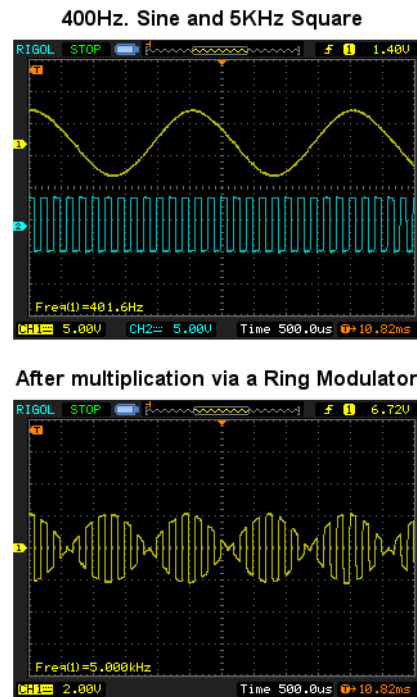 400Hz. Sine and 5KHz Square
RIGOL STOP T f 1 1.40V
T
1
2
Freq(1)=401.6Hz
CH1 5.00V CH2 5.00V Time 500.0us T→10.82ms
After multiplication via a Ring Modulator
RIGOL STOP T f 1 6.72V
T
1
Freq(1)=5.000kHz
CH1 2.00V Time 500.0us T→10.82ms